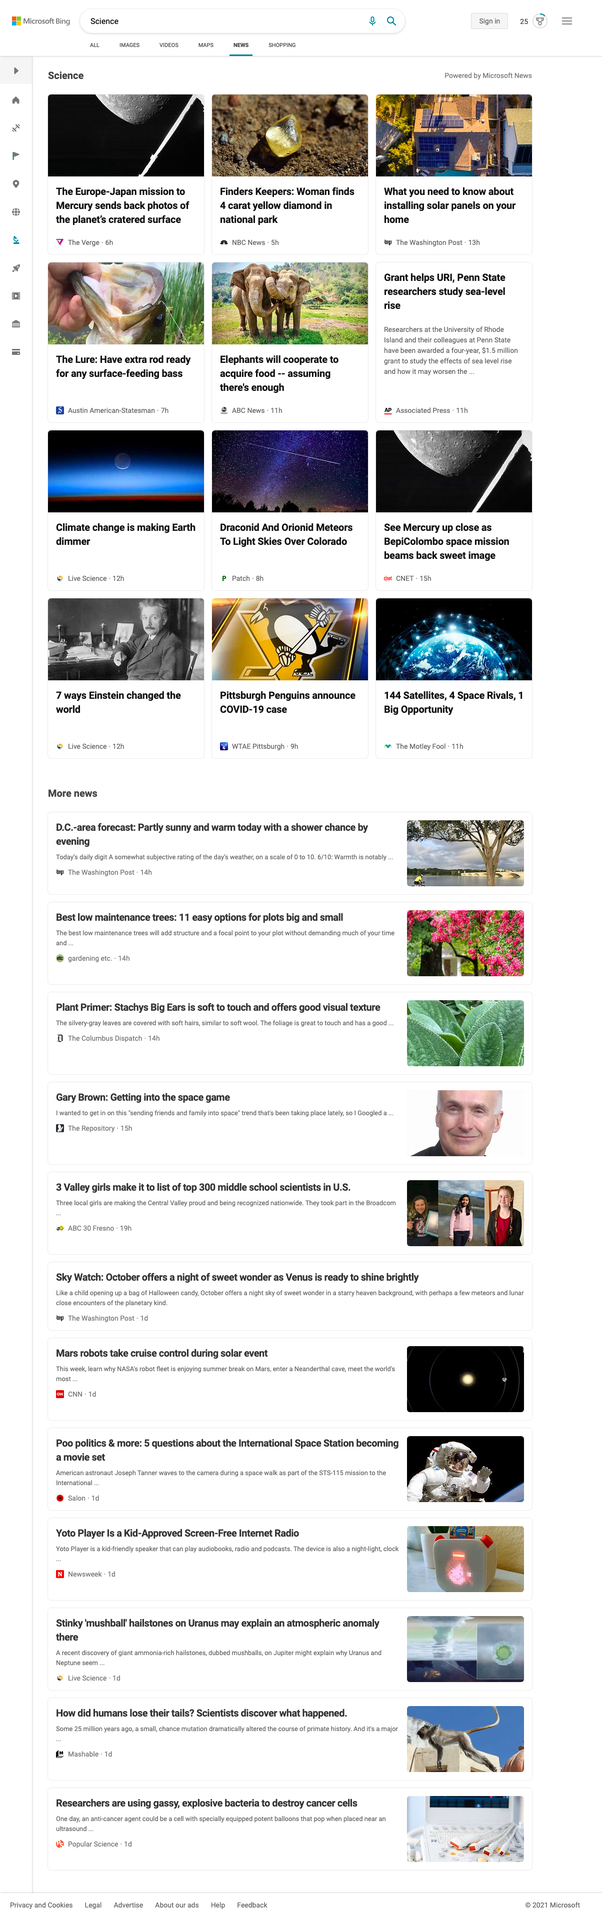 Microsoft Bing
Science
Sign in
25
ALL IMAGES VIDEOS MAPS NEWS SHOPPING
Science
Powered by Microsoft News
The Europe-Japan mission to
Mercury sends back photos of
the planet's cratered surface
The Verge · 6h
Finders Keepers: Woman finds
4 carat yellow diamond in
national park
NBC News · 5h
What you need to know about
installing solar panels on your
home
The Washington Post · 13h
The Lure: Have extra rod ready
for any surface-feeding bass
Austin American-Statesman · 7h
Elephants will cooperate to
acquire food -- assuming
there's enough
ABC News · 11h
Grant helps URI, Penn State
researchers study sea-level
rise
Researchers at the University of Rhode
Island and their colleagues at Penn State
have been awarded a four-year, $1.5 million
grant to study the effects of sea level rise
and how it may worsen the ...
Associated Press · 11h
Climate change is making Earth
dimmer
Live Science · 12h
Draconid And Orionid Meteors
To Light Skies Over Colorado
Patch · 8h
See Mercury up close as
BepiColombo space mission
beams back sweet image
CNET · 15h
7 ways Einstein changed the
world
Live Science · 12h
Pittsburgh Penguins announce
COVID-19 case
WTAE Pittsburgh · 9h
144 Satellites, 4 Space Rivals, 1
Big Opportunity
The Motley Fool · 11h
More news
D.C.-area forecast: Partly sunny and warm today with a shower chance by
evening
Today's daily digit A somewhat subjective rating of the day's weather, on a scale of 0 to 10. 6/10: Warmth is notably ...
The Washington Post · 14h
Best low maintenance trees: 11 easy options for plots big and small
The best low maintenance trees will add structure and a focal point to your plot without demanding much of your time
and ...
gardening etc. · 14h
Plant Primer: Stachys Big Ears is soft to touch and offers good visual texture
The silvery-gray leaves are covered with soft hairs, similar to soft wool. The foliage is great to touch and has a good ...
The Columbus Dispatch · 14h
Gary Brown: Getting into the space game
I wanted to get in on this "sending friends and family into space" trend that's been taking place lately, so I Googled a ...
The Repository · 15h
3 Valley girls make it to list of top 300 middle school scientists in U.S.
Three local girls are making the Central Valley proud and being recognized nationwide. They took part in the Broadcom
...
ABC 30 Fresno · 19h
Sky Watch: October offers a night of sweet wonder as Venus is ready to shine brightly
Like a child opening up a bag of Halloween candy, October offers a night sky of sweet wonder in a starry heaven background, with perhaps a few meteors and lunar
close encounters of the planetary kind.
The Washington Post · 1d
Mars robots take cruise control during solar event
This week, learn why NASA's robot fleet is enjoying summer break on Mars, enter a Neanderthal cave, meet the world's
most ...
CNN · 1d
Poo politics & more: 5 questions about the International Space Station becoming
a movie set
American astronaut Joseph Tanner waves to the camera during a space walk as part of the STS-115 mission to the
International ...
Salon · 1d
Yoto Player Is a Kid-Approved Screen-Free Internet Radio
Yoto Player is a kid-friendly speaker that can play audiobooks, radio and podcasts. The device is also a night-light, clock
...
Newsweek · 1d
Stinky 'mushball' hailstones on Uranus may explain an atmospheric anomaly
there
A recent discovery of giant ammonia-rich hailstones, dubbed mushballs, on Jupiter might explain why Uranus and
Neptune seem ...
Live Science · 1d
How did humans lose their tails? Scientists discover what happened.
Some 25 million years ago, a small, chance mutation dramatically altered the course of primate history. And it's a major
...
Mashable · 1d
Researchers are using gassy, explosive bacteria to destroy cancer cells
One day, an anti-cancer agent could be a cell with specially equipped potent balloons that pop when placed near an
ultrasound ...
Popular Science · 1d
Privacy and Cookies Legal Advertise About our ads Help Feedback © 2021 Microsoft